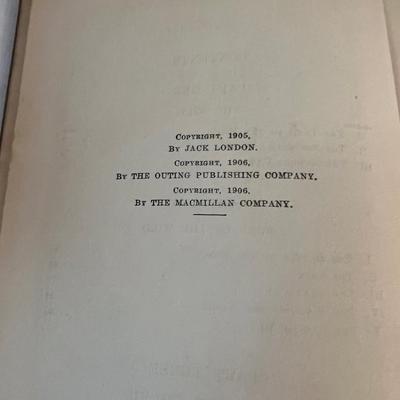 Copyright, 1905,
By JACK LONDON.
Copyright, 1906,
By THE OUTING PUBLISHING COMPANY.
Copyright, 1906,
By THE MACMILLAN COMPANY.